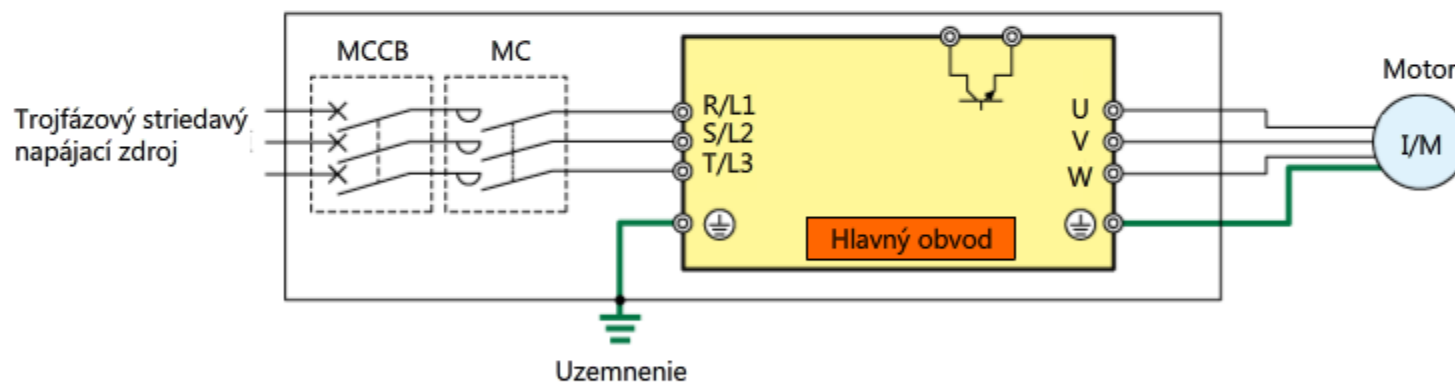 MCCB
MC
Trojfázový striedavý
napájací zdroj
R/L1
S/L2
T/L3
U
V
W
Hlavný obvod
Motor
I/M
Uzemnenie